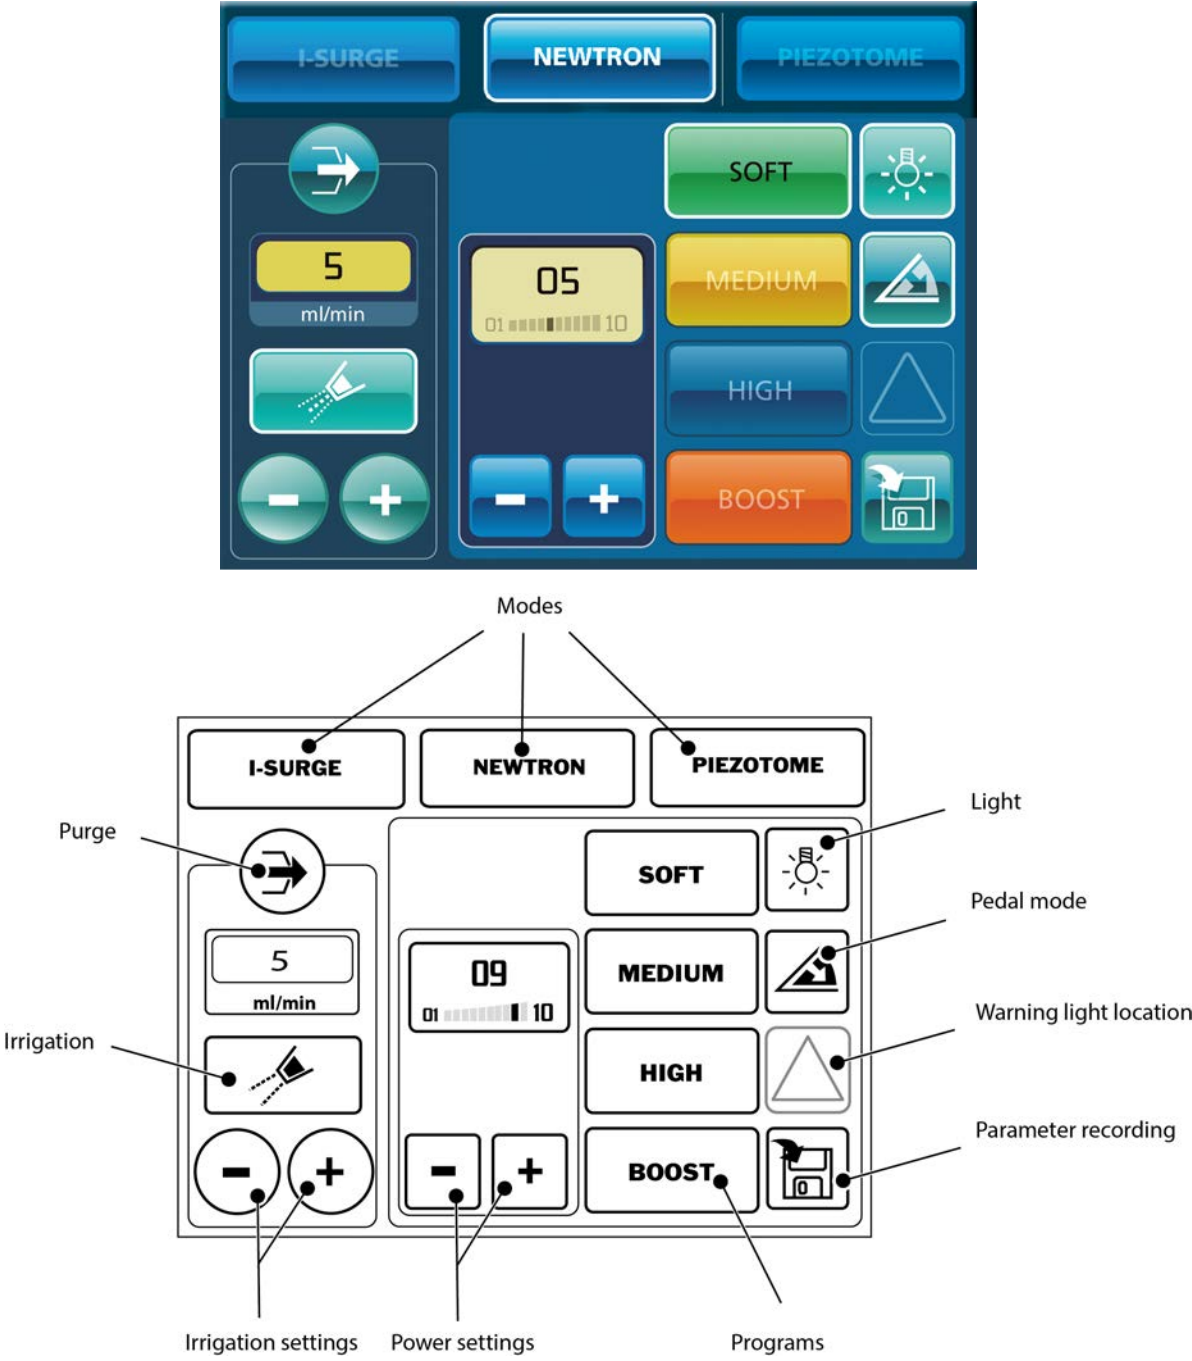 I-SURGE NEWTRON PIEZOTOME
SOFT
5
ml/min
05
01 10
MEDIUM
HIGH
- +
- +
BOOST
Modes
I-SURGE NEWTRON PIEZOTOME
Light
Purge
SOFT
Pedal mode
5
ml/min
09
01 10
MEDIUM
Warning light location
Irrigation
HIGH
Parameter recording
- +
- +
BOOST
Irrigation settings Power settings Programs